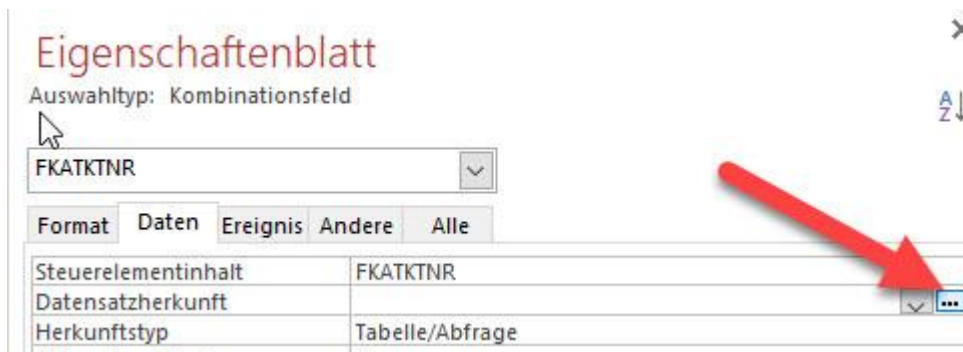 Eigenschaftenblatt
Auswahltyp: Kombinationsfeld
FKATKTNR
Format Daten Ereignis Andere Alle
Steuerelementinhalt FKATKTNR
Datensatzherkunft
Herkunftstyp Tabelle/Abfrage